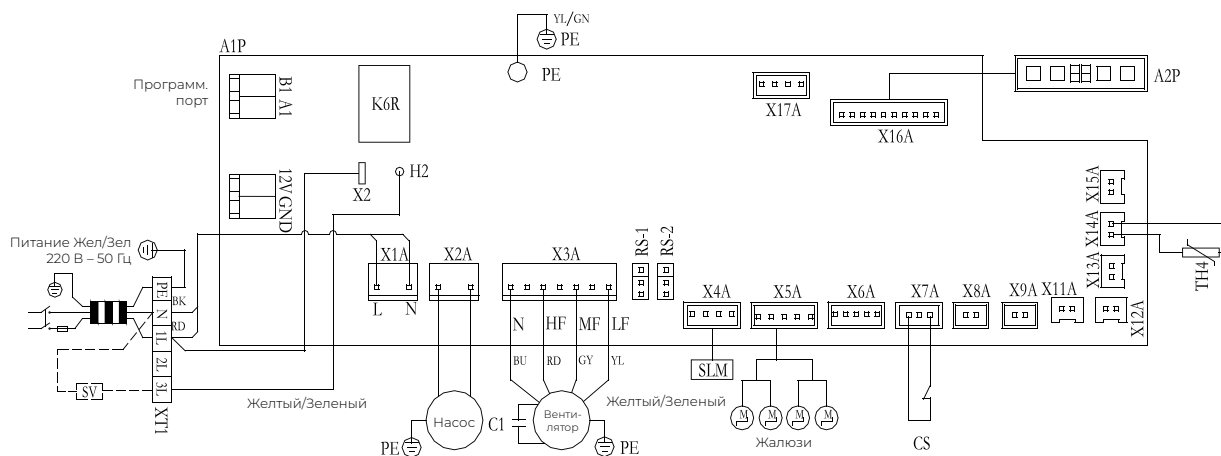 YL/GN
PE
A1P
PE
Программ.
порт
B1 A1
K6R
X17A
X16A
A2P
12V GND
X2
H2
X15A
X14A
X13A
TH4
Питание Жел/Зел
220 В – 50 Гц
X1A
X2A
X3A
RS-1
RS-2
L
N
X4A
X5A
X6A
X7A
X8A
X9A
X11A
X12A
PE
N
1L
2L
3L
BK
RD
XT1
SV
N
HF
MF
LF
BU
RD
GY
YL
SLM
Желтый/Зеленый
Желтый/Зеленый
Насос
PE
C1
Венти-
лятор
PE
M
M
M
M
Жалюзи
CS